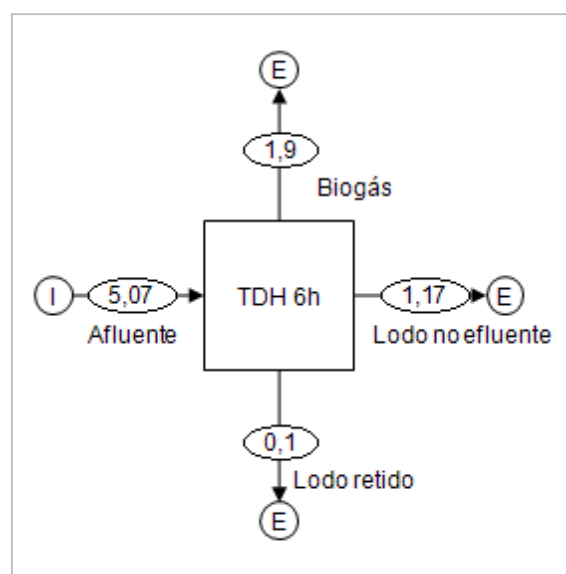 E
1,9
Biogás
I
5,07
TDH 6h
1,17
E
Afluente
Lodo no efluente
0,1
Lodo retido
E